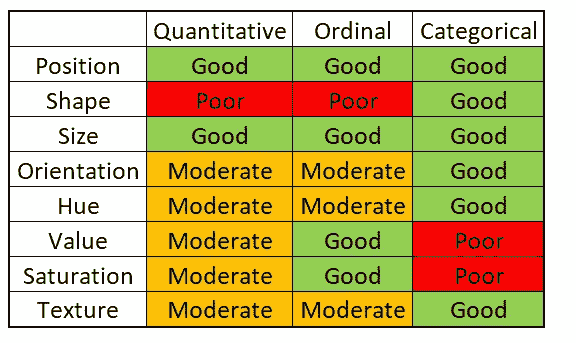 Quantitative Ordinal Categorical
Position Good Good Good
Shape Poor Poor Good
Size Good Good Good
Orientation Moderate Moderate Good
Hue Moderate Moderate Good
Value Moderate Good Poor
Saturation Moderate Good Poor
Texture Moderate Moderate Good